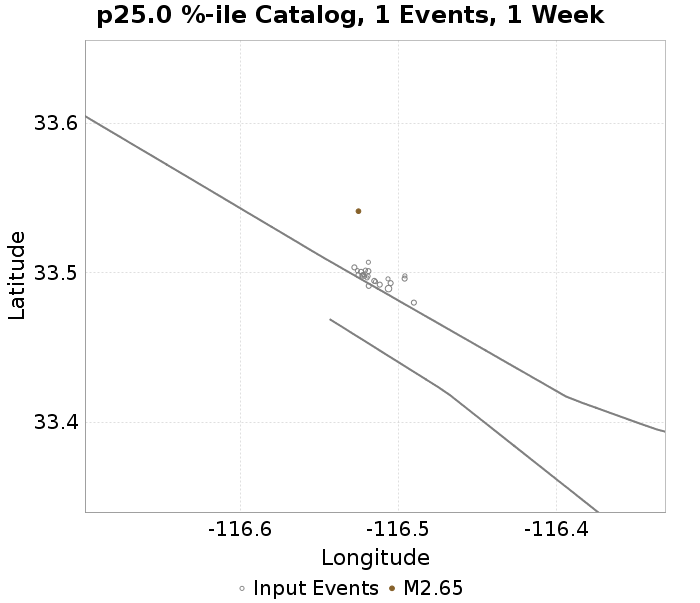 p25.0 %-ile Catalog, 1 Events, 1 Week
Latitude
33.6
33.5
33.4
-116.6
-116.5
-116.4
Longitude
Input Events
M2.65